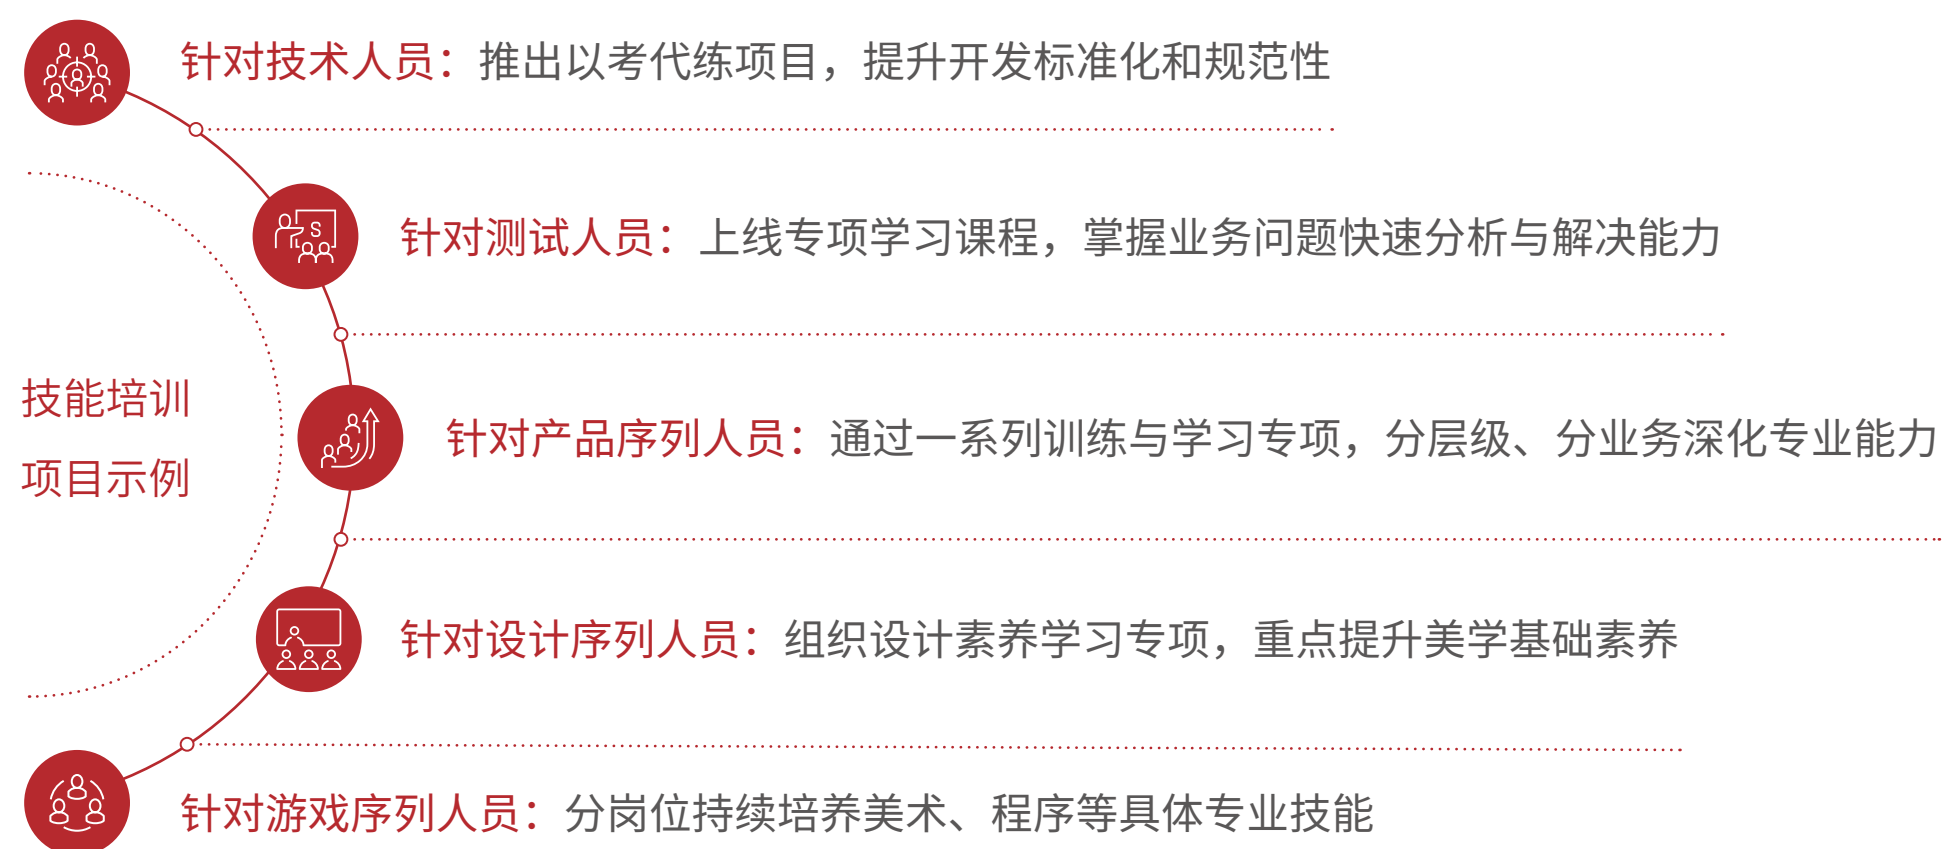 针对技术人员：推出以考代练项目，提升开发标准化和规范性
S
针对测试人员：上线专项学习课程，掌握业务问题快速分析与解决能力
技能培训
项目示例
针对产品序列人员：通过一系列训练与学习专项，分层级、分业务深化专业能力
针对设计序列人员：组织设计素养学习专项，重点提升美学基础素养
针对游戏序列人员：分岗位持续培养美术、程序等具体专业技能